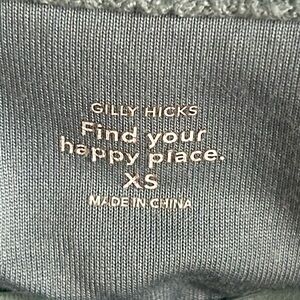 GILLY HICKS
Find your
happy place.
XS
MADE IN CHINA